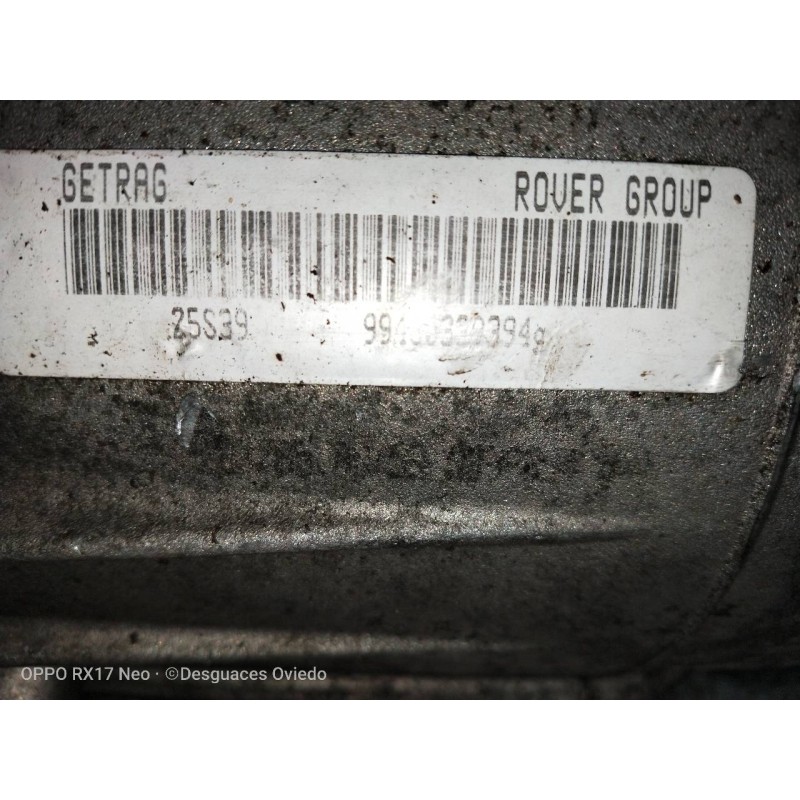 GETRAG ROVER GROUP
25S39
OPPO RX17 Neo · ©Desguaces Oviedo